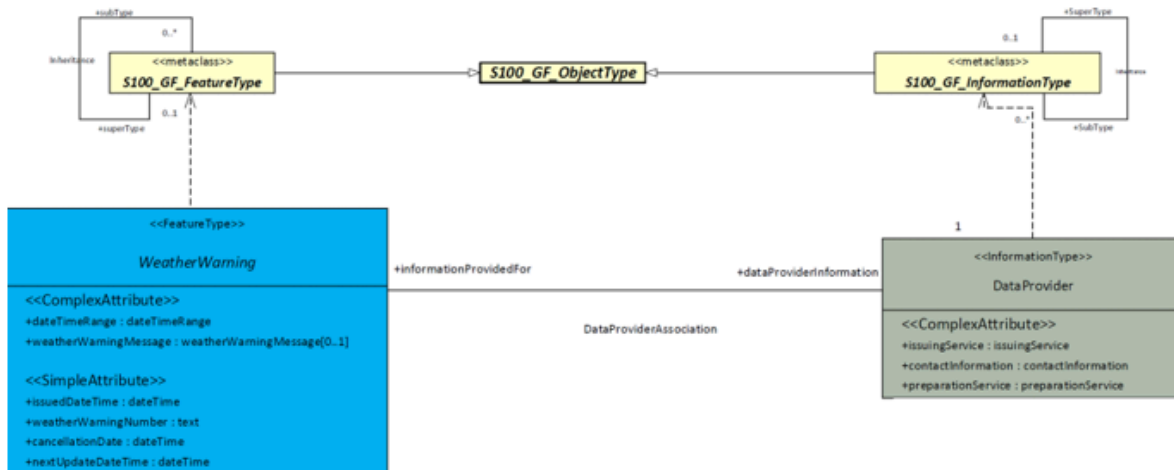 +subType
0..*
Inheritance
<<metaclass>>
S100_GF_FeatureType
0..1
+superType
S100_GF_ObjectType
+SuperType
0..1
<<metaclass>>
S100_GF_InformationType
Inheritance
0..*
+SubType
<<FeatureType>>
WeatherWarning
<<ComplexAttribute>>
+dateTimeRange : dateTimeRange
+weatherWarningMessage : weatherWarningMessage[0..1]
<<SimpleAttribute>>
+issuedDateTime : dateTime
+weatherWarningNumber : text
+cancellationDate : dateTime
+nextUpdateDateTime : dateTime
+informationProvidedFor
+dataProviderInformation
DataProviderAssociation
1
<<InformationType>>
DataProvider
<<ComplexAttribute>>
+issuingService : issuingService
+contactInformation : contactInformation
+preparationService : preparationService